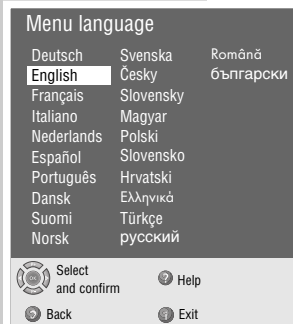 Menu language
Deutsch
English
Français
Italiano
Nederlands
Español
Português
Dansk
Suomi
Norsk
Svenska
Česky
Slovensky
Magyar
Polski
Slovensko
Hrvatski
Ελληνικά
Türkçe
русский
Română
български
OK
Select
and confirm
? Help
Back
Exit